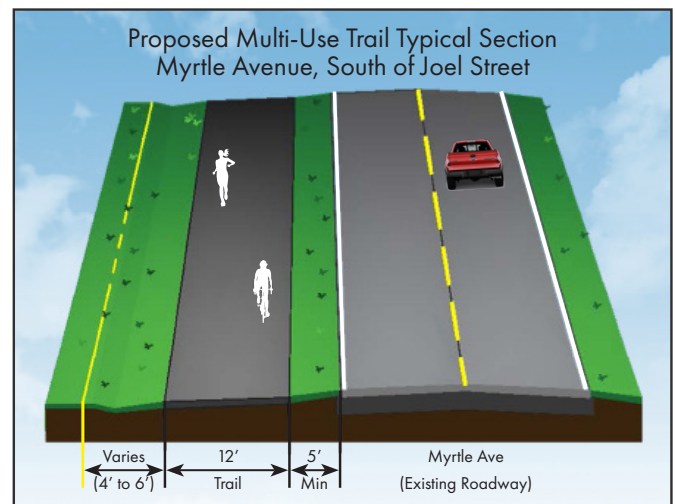 Proposed Multi-Use Trail Typical Section
Myrtle Avenue, South of Joel Street
Varies 12' 5' Myrtle Ave
(4' to 6') Trail Min (Existing Roadway)